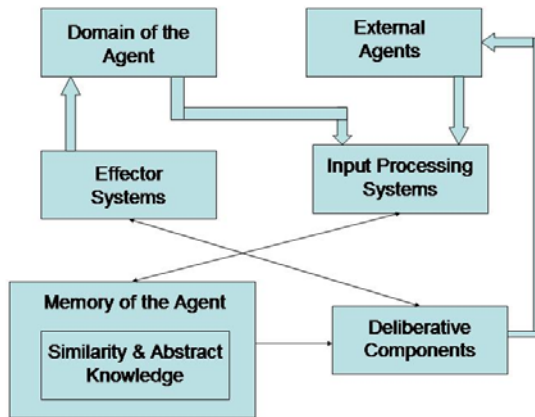 Domain of the
Agent
External
Agents
Effector
Systems
Input Processing
Systems
Memory of the Agent
Similarity & Abstract
Knowledge
Deliberative
Components